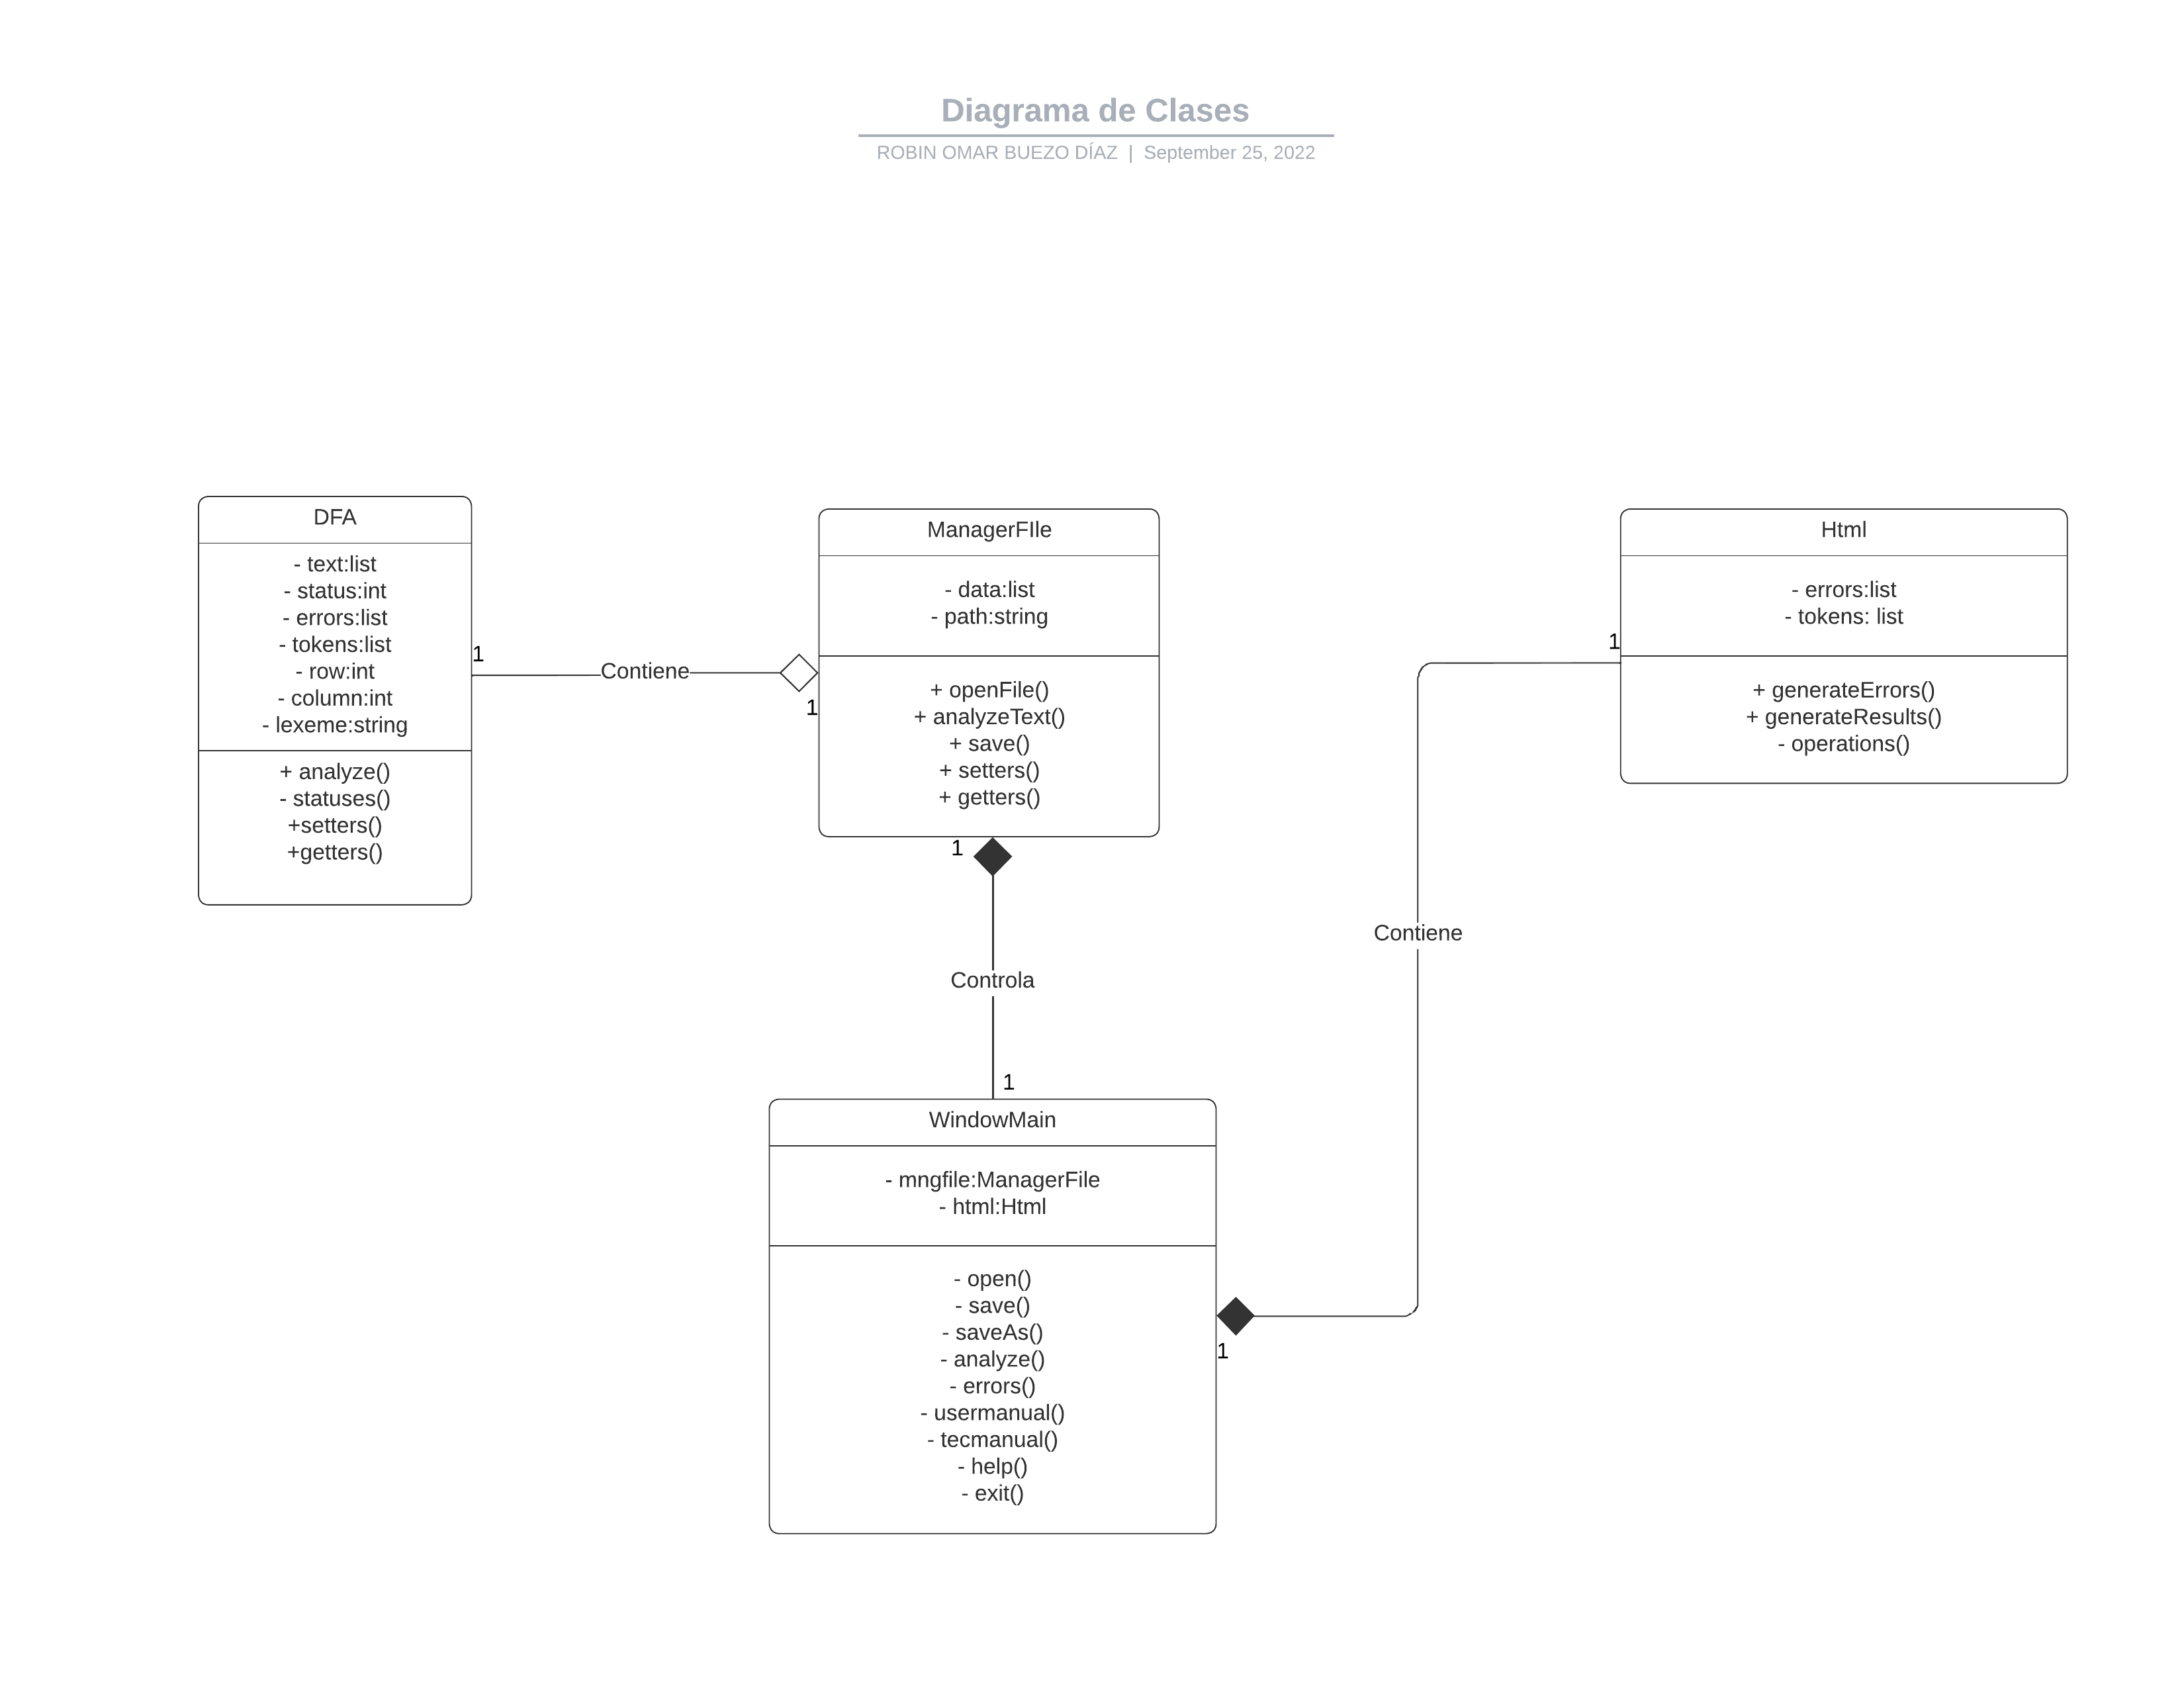 Diagrama de Clases
ROBIN OMAR BUEZO DÍAZ | September 25, 2022
DFA
- text:list
- status:int
- errors:list
- tokens:list
- row:int
- column:int
- lexeme:string
+ analyze()
- statuses()
+setters()
+getters()
1
Contiene
1
ManagerFIle
- data:list
- path:string
+ openFile()
+ analyzeText()
+ save()
+ setters()
+ getters()
1
Controla
1
Html
- errors:list
- tokens: list
+ generateErrors()
+ generateResults()
- operations()
1
Contiene
1
WindowMain
- mngfile:ManagerFile
- html:Html
- open()
- save()
- saveAs()
- analyze()
- errors()
- usermanual()
- tecmanual()
- help()
- exit()